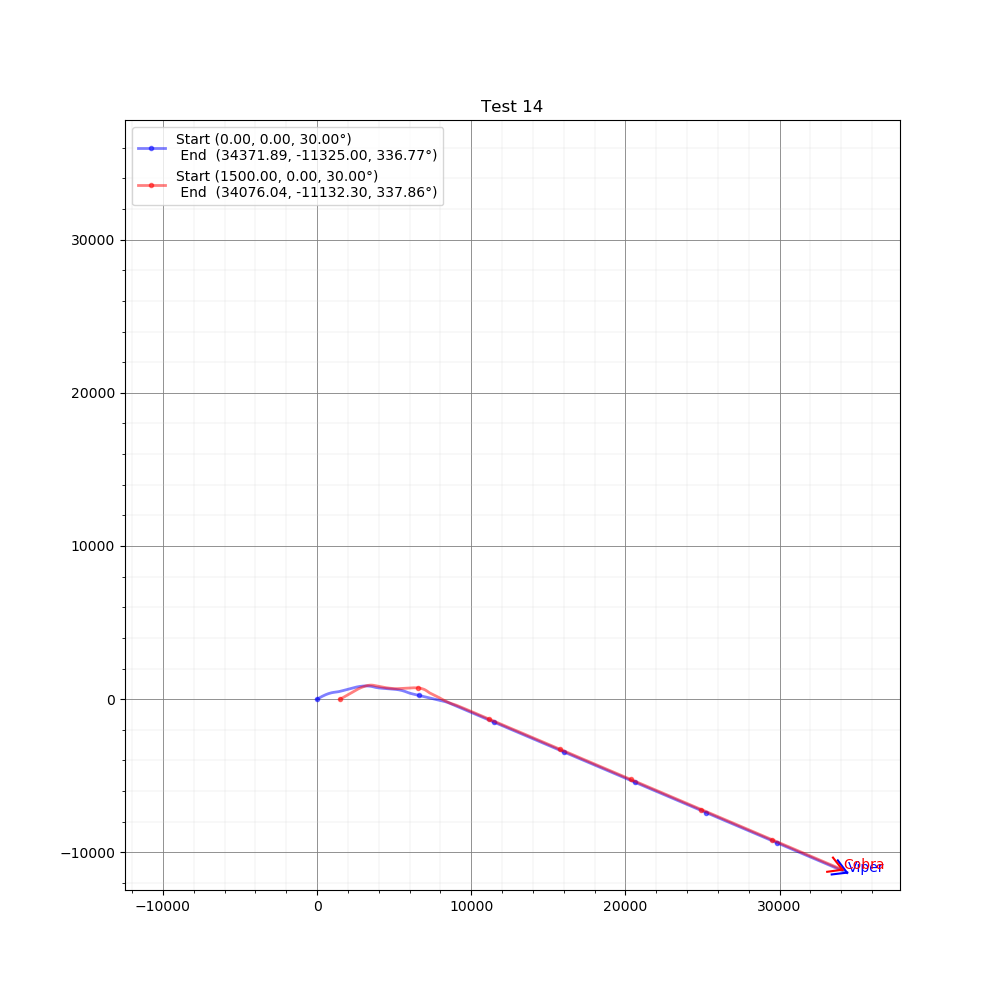 Test 14
Start (0.00, 0.00, 30.00°)
End (34371.89, -11325.00, 336.77°)
Start (1500.00, 0.00, 30.00°)
End (34076.04, -11132.30, 337.86°)
30000
20000
10000
0
−10000
Cobra
Viper
−10000
0
10000
20000
30000